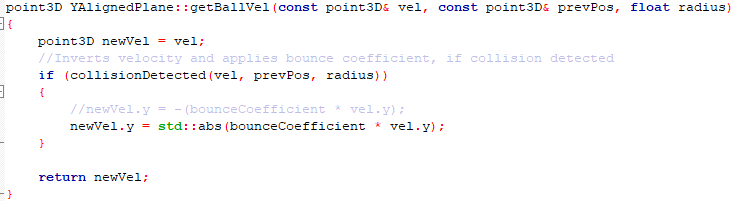 point3D YAlignedPlane::getBallVel(const point3D& vel, const point3D& prevPos, float radius)
{
    point3D newVel = vel;
    //Inverts velocity and applies bounce coefficient, if collision detected
    if (collisionDetected(vel, prevPos, radius))
    {
        //newVel.y = -(bounceCoefficient * vel.y);
        newVel.y = std::abs(bounceCoefficient * vel.y);
    }

    return newVel;
}